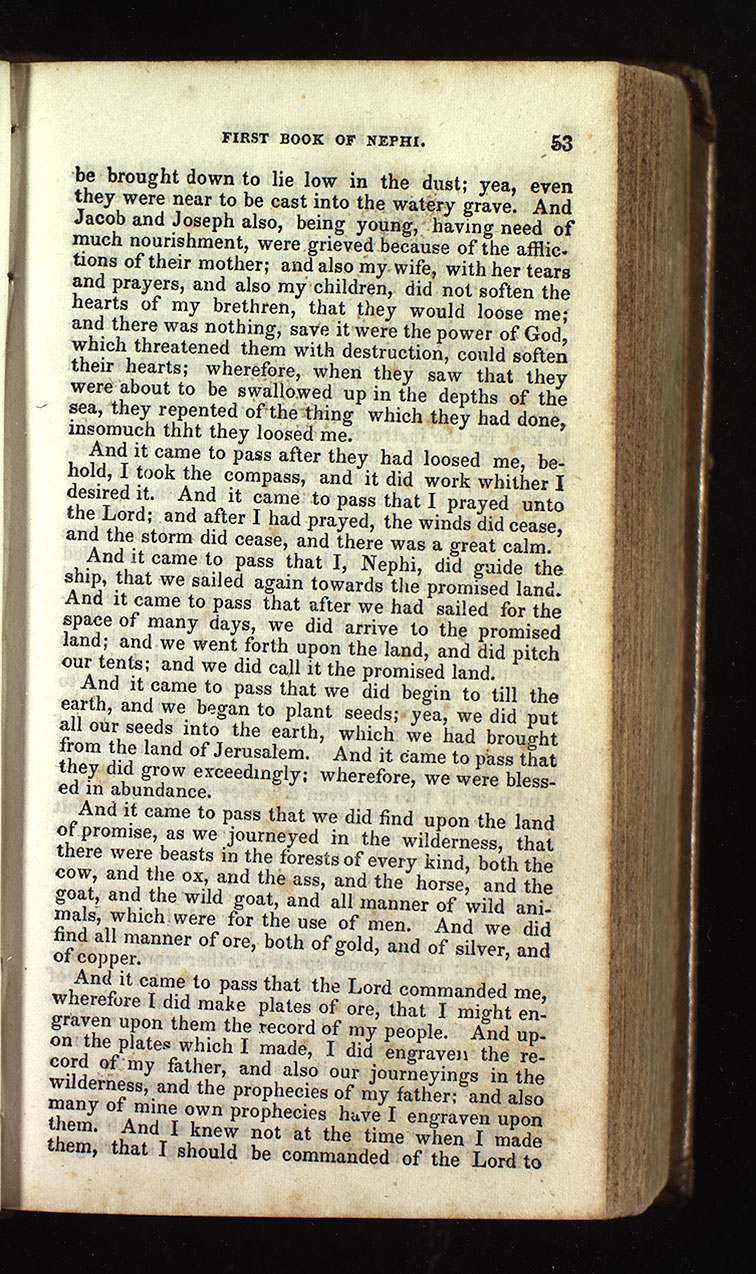 FIRST BOOK OF NEPHI. 53
be brought down to lie low in the dust; yea, even
they were near to be cast into the watery grave. And
Jacob and Joseph also, being young, having need of
much nourishment, were grieved because of the afflic-
tions of their mother; and also my wife, with her tears
and prayers, and also my children, did not soften the
hearts of my brethren, that they would loose me;
and there was nothing, save it were the power of God,
which threatened them with destruction, could soften
their hearts; wherefore, when they saw that they
were about to be swallowed up in the depths of the
sea, they repented of the thing which they had done,
insomuch thht they loosed me.
And it came to pass after they had loosed me, be-
hold, I took the compass, and it did work whither I
desired it. And it came to pass that I prayed unto
the Lord; and after I had prayed, the winds did cease,
and the storm did cease, and there was a great calm.
And it came to pass that I, Nephi, did guide the
ship, that we sailed again towards the promised land.
And it came to pass that after we had sailed for the
space of many days, we did arrive to the promised
land; and we went forth upon the land, and did pitch
our tents; and we did call it the promised land.
And it came to pass that we did begin to till the
earth, and we began to plant seeds; yea, we did put
all our seeds into the earth, which we had brought
from the land of Jerusalem. And it came to pass that
they did grow exceedingly; wherefore, we were bless-
ed in abundance.
And it came to pass that we did find upon the land
of promise, as we journeyed in the wilderness, that
there were beasts in the forests of every kind, both the
cow, and the ox, and the ass, and the horse, and the
goat, and the wild goat, and all manner of wild ani-
mals, which were for the use of men. And we did
find all manner of ore, both of gold, and of silver, and
of copper.
And it came to pass that the Lord commanded me,
wherefore I did make plates of ore, that I might en-
graven upon them the record of my people. And up-
on the plates which I made, I did engraven the re-
cord of my father, and also our journeyings in the
wilderness, and the prophecies of my father; and also
many of mine own prophecies have I engraven upon
them. And I knew not at the time when I made
them, that I should be commanded of the Lord to